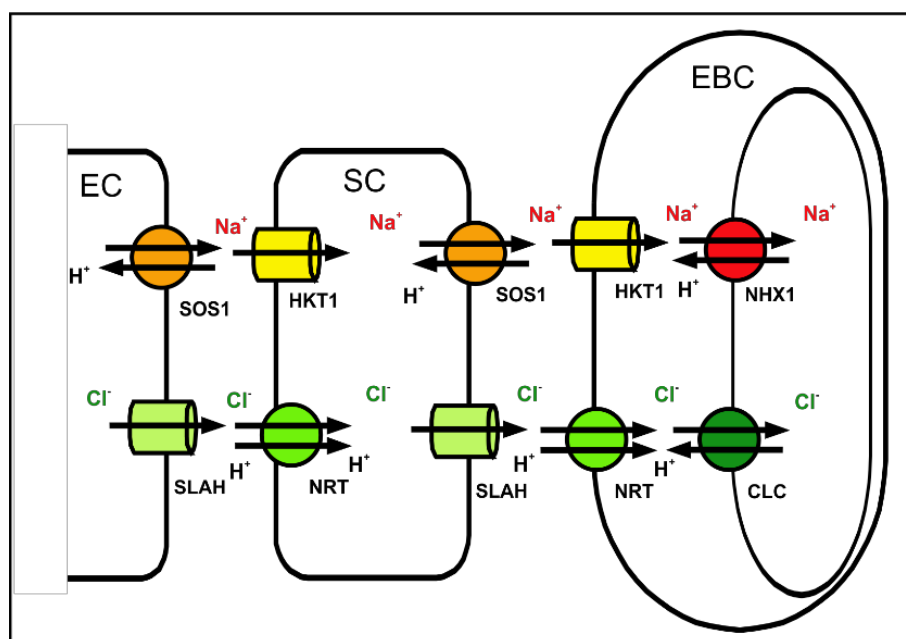 EBC
EC
SC
Na⁺
Na⁺
Na⁺
Na⁺
Na⁺
H⁺
H⁺
H⁺
SOS1
HKT1
SOS1
HKT1
NHX1
Cl⁻
Cl⁻
Cl⁻
Cl⁻
Cl⁻
Cl⁻
H⁺
H⁺
H⁺
H⁺
SLAH
NRT
SLAH
NRT
CLC